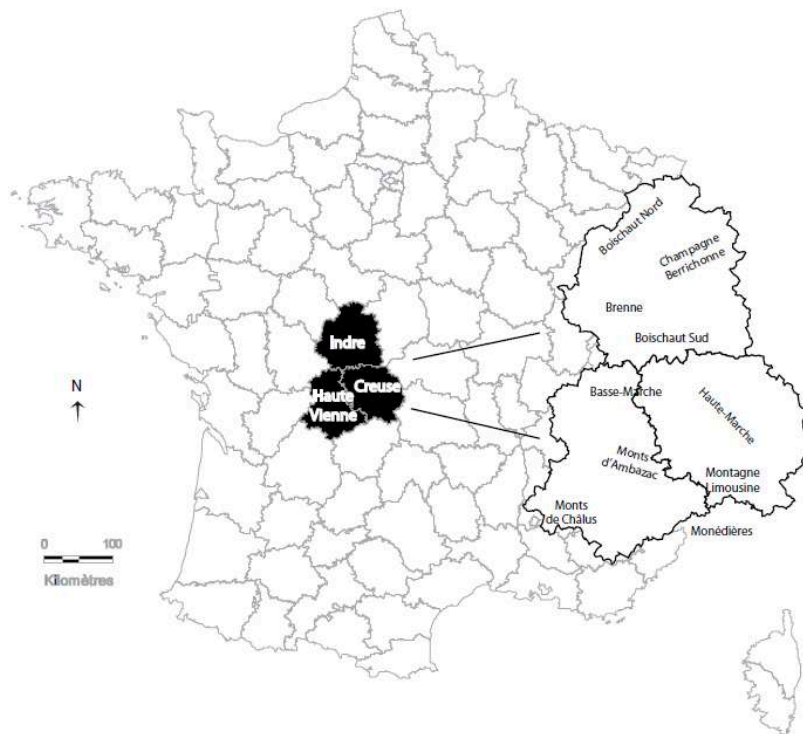 Boischaut Nord
Champagne
Berrichonne
Brenne
Boischaut Sud
Indre
Creuse
Haute
Vienne
Basse-Marche
Haute-Marche
Monts
d'Ambazac
Montagne
Limousine
Monts
de Châlus
Monédières
N
0 100
Kilomètres